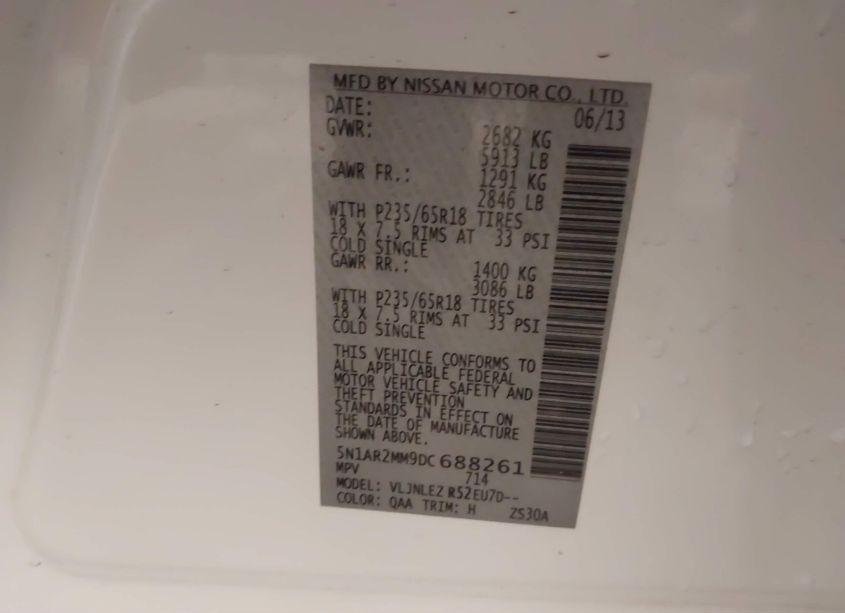 MFD BY NISSAN MOTOR CO., LTD.
DATE: 06/13
GVWR: 2682 KG
5913 LB
GAWR FR.: 1291 KG
2846 LB
WITH P235/65R18 TIRES
18 X 7.5 RIMS AT 33 PSI
COLD SINGLE
GAWR RR.: 1400 KG
3086 LB
WITH P235/65R18 TIRES
18 X 7.5 RIMS AT 33 PSI
COLD SINGLE
THIS VEHICLE CONFORMS TO
ALL APPLICABLE FEDERAL
MOTOR VEHICLE SAFETY AND
THEFT PREVENTION
STANDARDS IN EFFECT ON
THE DATE OF MANUFACTURE
SHOWN ABOVE.
5N1AR2MM9DC688261
MPV 714
MODEL: VLJNLEZ R52EU7D--
COLOR: QAA TRIM: H ZS30A